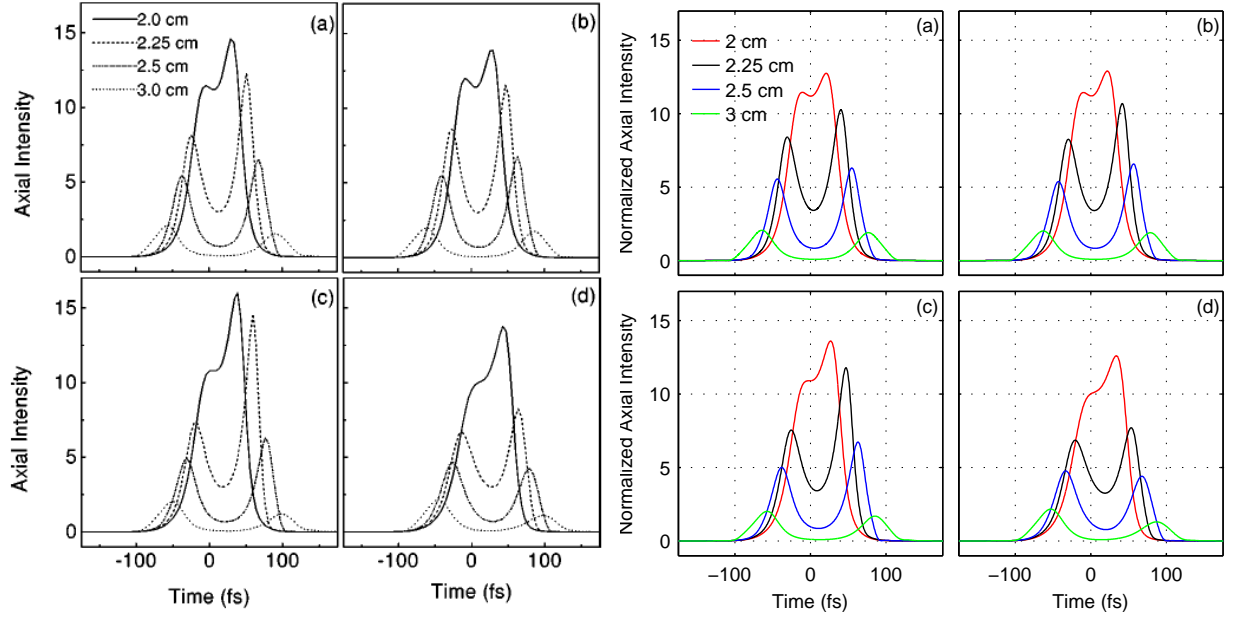 Axial Intensity
15
10
5
0
(a)
2.0 cm
2.25 cm
2.5 cm
3.0 cm
(b)
Axial Intensity
15
10
5
0
(c)
(d)
-100
0
100
-100
0
100
Time (fs)
Time (fs)
Normalized Axial Intensity
15
10
5
0
(a)
2 cm
2.25 cm
2.5 cm
3 cm
(b)
Normalized Axial Intensity
15
10
5
0
(c)
(d)
−100
0
100
−100
0
100
Time (fs)
Time (fs)